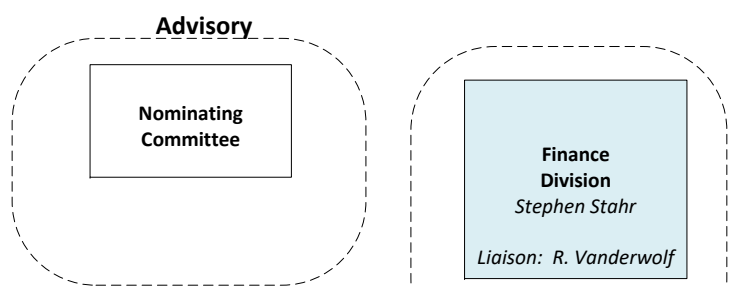 Advisory
Nominating
Committee
Finance
Division
Stephen Stahr
Liaison: R. Vanderwolf